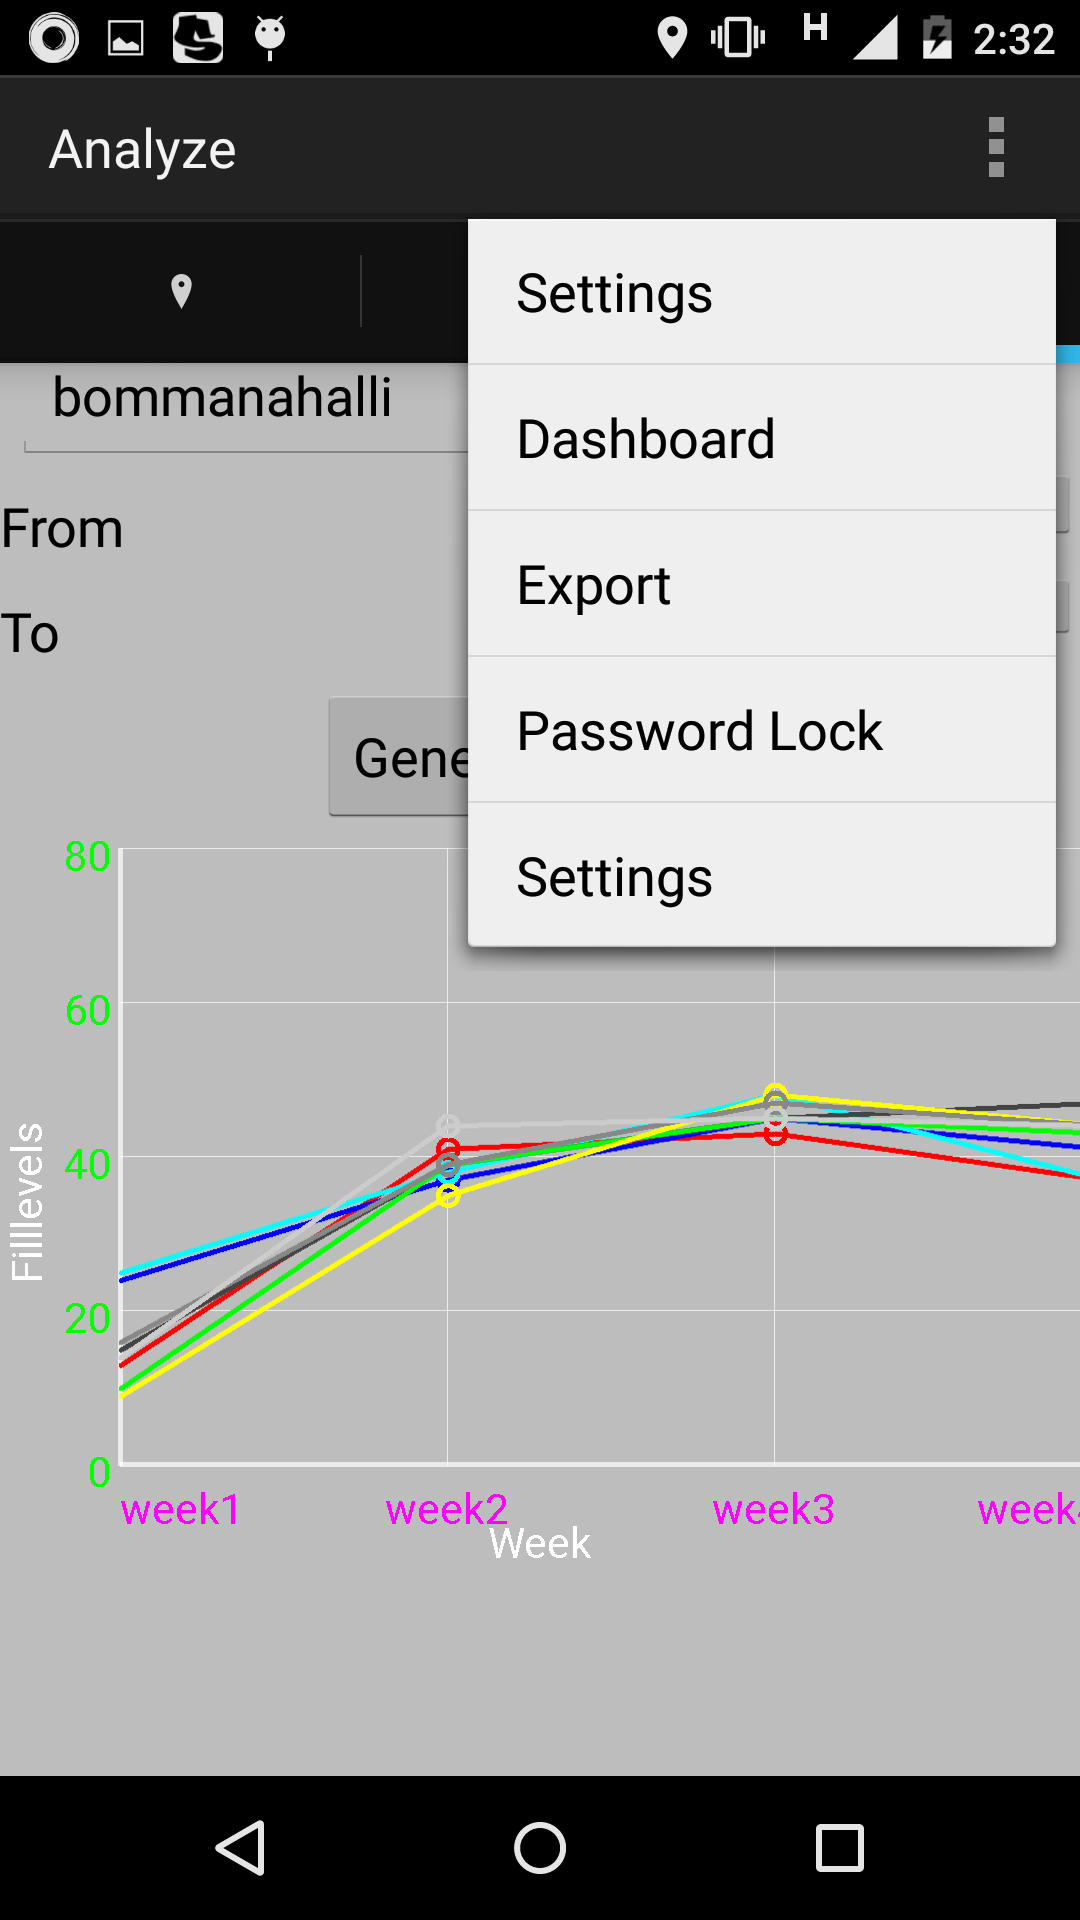 H 2:32
Analyze
Settings
Dashboard
Export
Password Lock
Settings
bommanahalli
From
To
Gene
80
60
40
20
0
Filllevels
week1 week2 week3 week4
Week